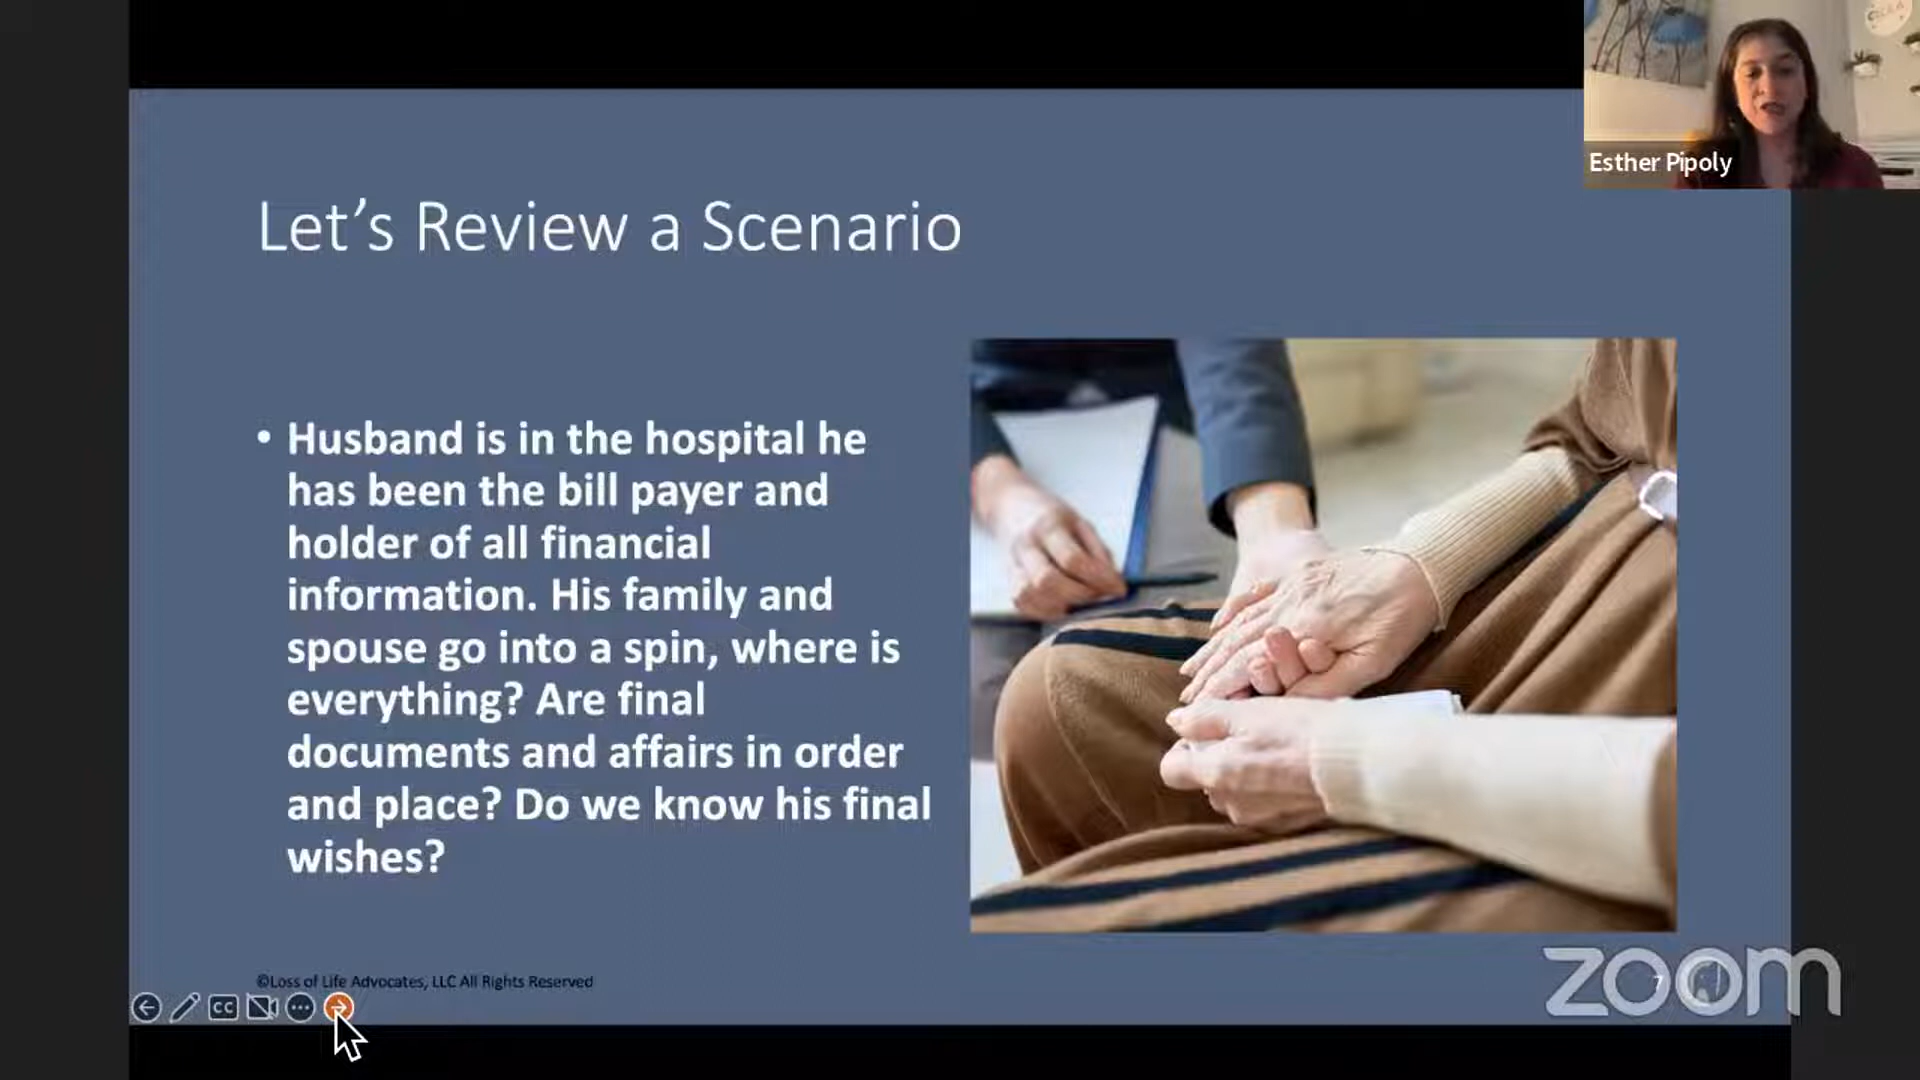 Esther Pipoly
Let’s Review a Scenario
• Husband is in the hospital he
has been the bill payer and
holder of all financial
information. His family and
spouse go into a spin, where is
everything? Are final
documents and affairs in order
and place? Do we know his final
wishes?
©Loss of Life Advocates, LLC All Rights Reserved
CC
zoom
7